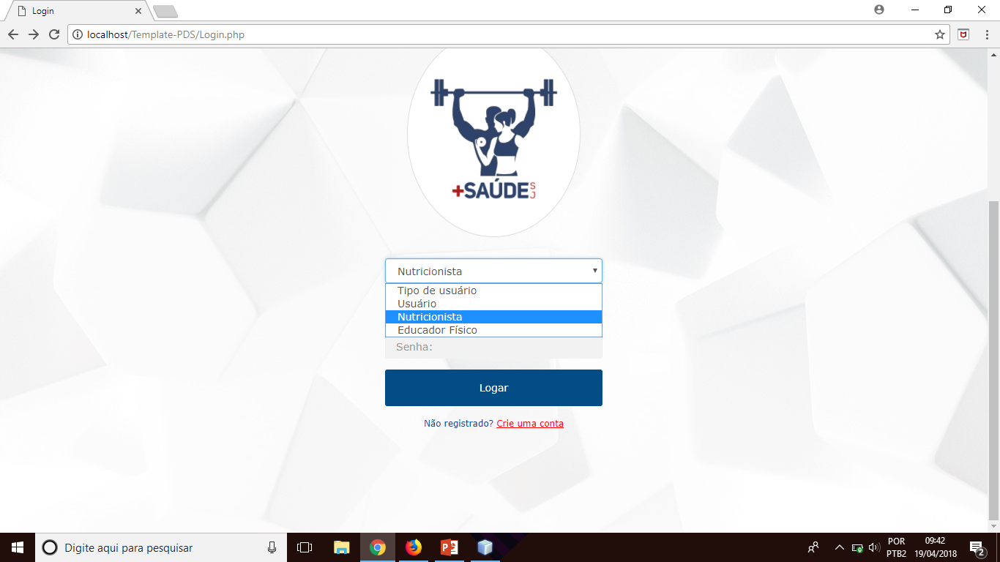 Login
localhost/Template-PDS/Login.php
+SAÚDE SJ
Nutricionista
Tipo de usuário
Usuário
Nutricionista
Educador Físico
Senha:
Logar
Não registrado? Crie uma conta
Digite aqui para pesquisar
POR
PTB2
09:42
19/04/2018
2